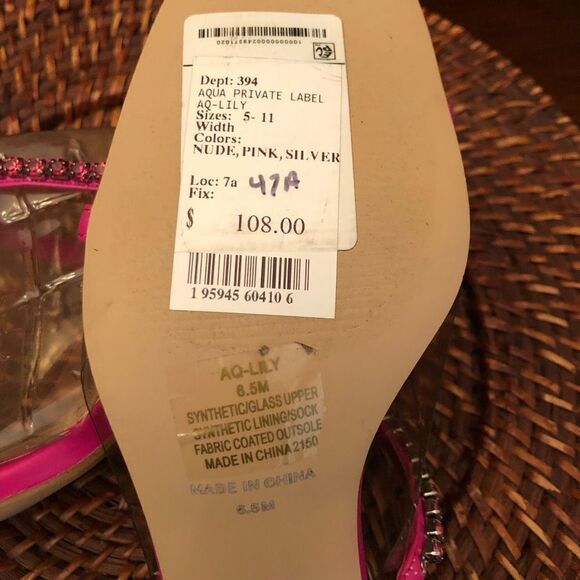 1000000000024927162 0
Dept: 394
AQUA PRIVATE LABEL
AQ-LILY
Sizes: 5- 11
Width
Colors:
NUDE, PINK, SILVER
Loc: 7a 47A
Fix:
$ 108.00
1 95945 60410 6
AQ-LILY
6.5M
SYNTHETIC/GLASS UPPER
SYNTHETIC LINING/SOCK
FABRIC COATED OUTSOLE
MADE IN CHINA 2150
MADE IN CHINA
6.5M